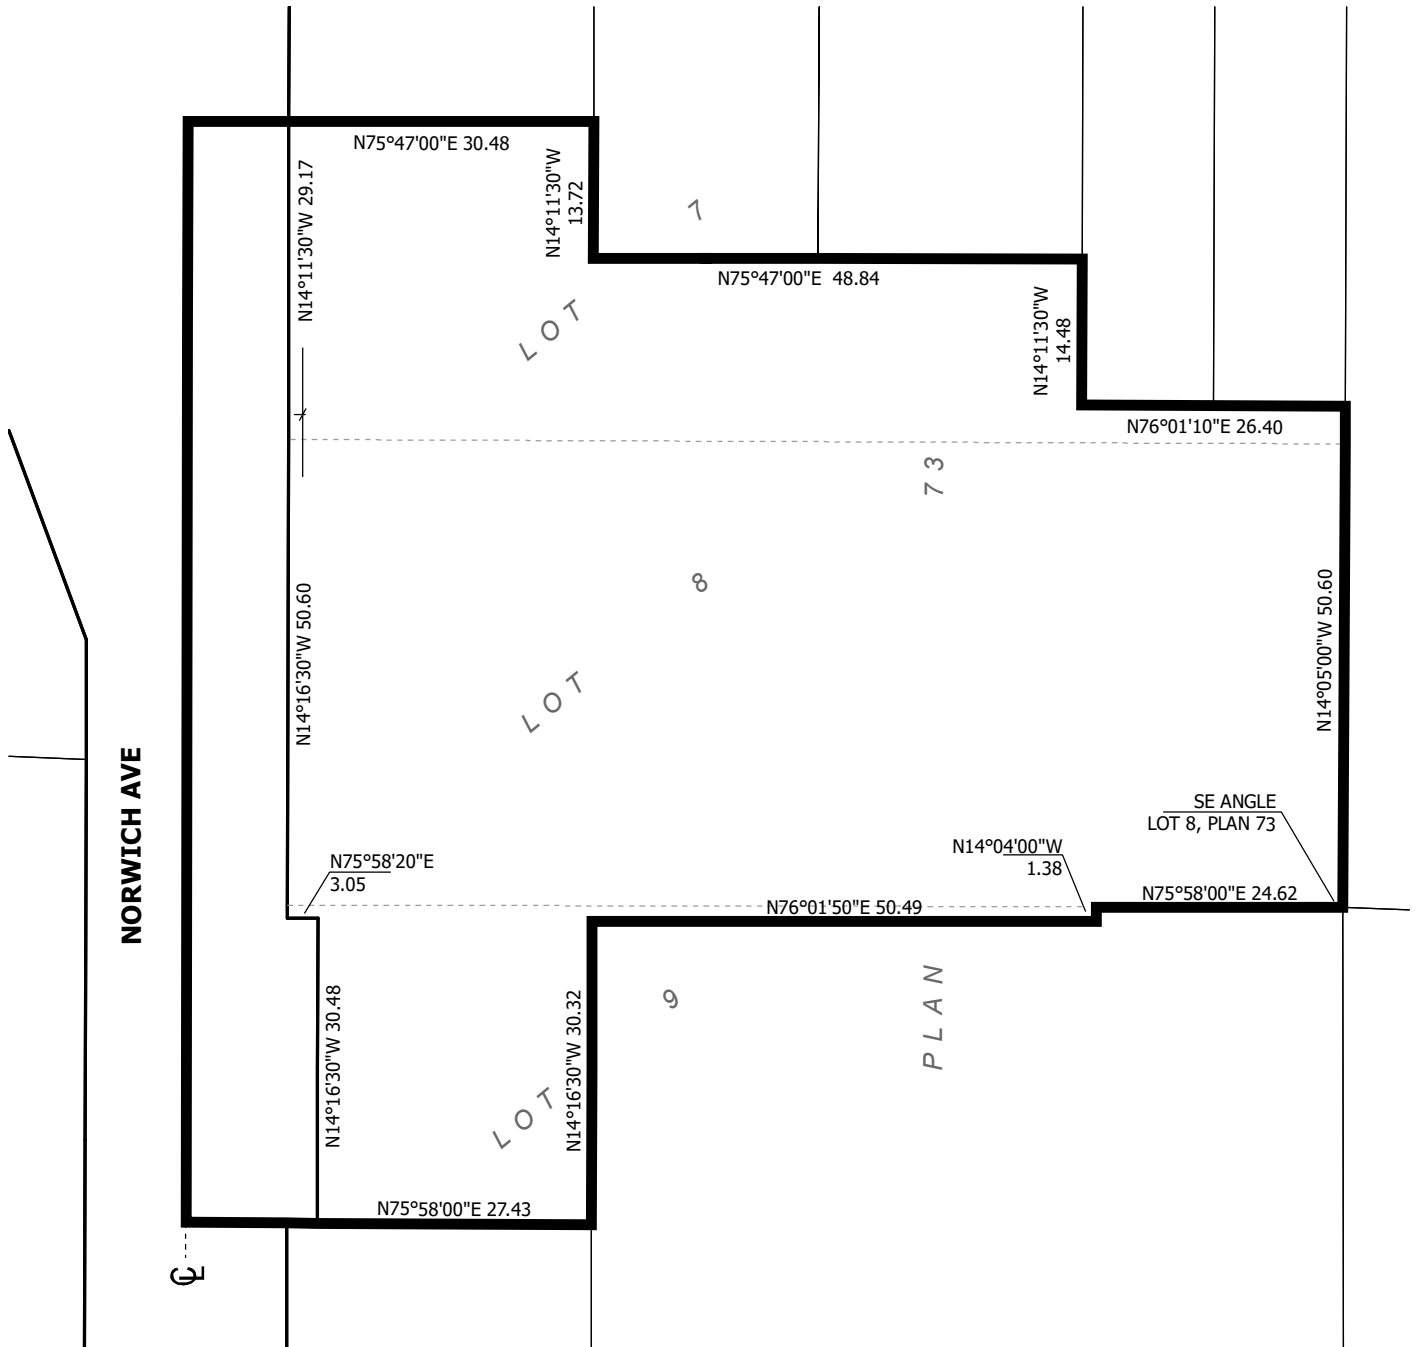 N75°47'00"E 30.48
N14°11'30"W 29.17
N14°11'30"W
13.72
7
LOT
N75°47'00"E 48.84
N14°11'30"W
14.48
N76°01'10"E 26.40
73
8
LOT
N14°16'30"W 50.60
N14°05'00"W 50.60
NORWICH AVE
SE ANGLE
LOT 8, PLAN 73
N75°58'20"E
3.05
N14°04'00"W
1.38
N76°01'50"E 50.49
N75°58'00"E 24.62
9
LOT
PLAN
N14°16'30"W 30.48
N14°16'30"W 30.32
N75°58'00"E 27.43
℄